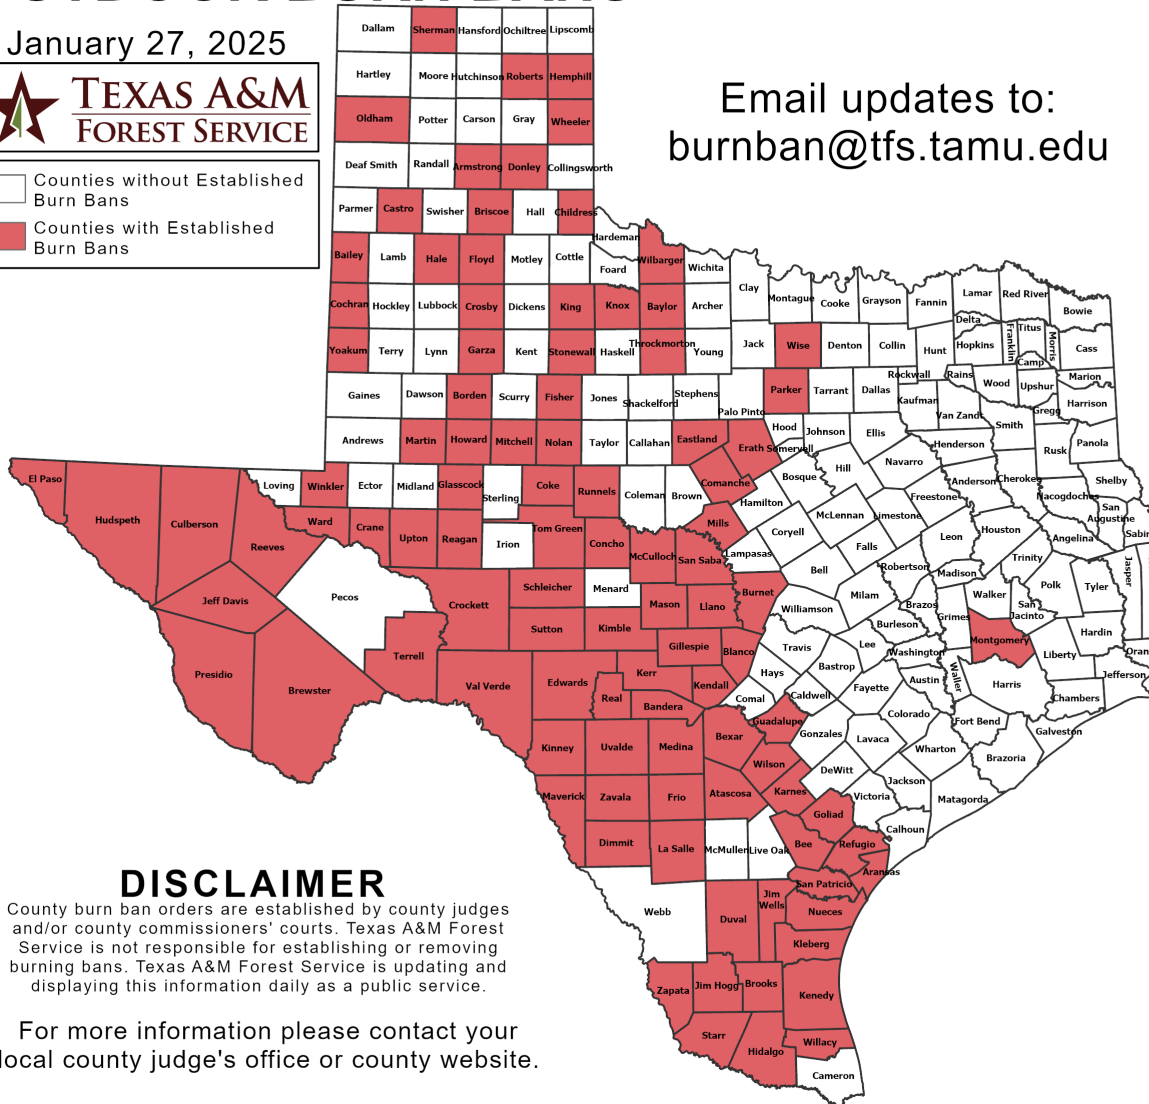 January 27, 2025
TEXAS A&M
FOREST SERVICE
Counties without Established
Burn Bans
Counties with Established
Burn Bans
Email updates to:
burnban@tfs.tamu.edu
Dallam Sherman Hansford Ochiltree Lipscomb
Hartley Moore Hutchinson Roberts Hemphill
Oldham Potter Carson Gray Wheeler
Deaf Smith Randall Armstrong Donley Collingsworth
Parmer Castro Swisher Briscoe Hall Childress
Hardeman
Bailey Lamb Hale Floyd Motley Cottle Foard Wilbarger Wichita
Clay Montague Cooke Grayson Fannin Lamar Red River Bowie
Cochran Hockley Lubbock Crosby Dickens King Knox Baylor Archer
Delta Franklin Titus Morris
Yoakum Terry Lynn Garza Kent Stonewall Haskell Throckmorton Young Jack Wise Denton Collin Hunt Hopkins Camp Cass
Rockwall Rains Wood Upshur Marion
Gaines Dawson Borden Scurry Fisher Jones Shackelford Stephens Palo Pinto Parker Tarrant Dallas Kaufman Van Zandt Smith Gregg Harrison
Andrews Martin Howard Mitchell Nolan Taylor Callahan Eastland Erath Hood Somervell Johnson Ellis Henderson Rusk Panola
El Paso Hudspeth Culberson Loving Winkler Ector Midland Glasscock Sterling Coke Runnels Coleman Brown Comanche Hamilton Bosque Hill Navarro Freestone Anderson Cherokee Nacogdoches Shelby
Reeves Ward Crane Upton Reagan Irion Tom Green Concho McCulloch San Saba Mills Lampasas Coryell McLennan Limestone Falls Leon Houston Angelina San Augustine
Jeff Davis Pecos Crockett Schleicher Menard Mason Llano Burnet Bell Milam Robertson Madison Trinity Polk Tyler Jasper
Sutton Kimble Williamson Burleson Brazos Grimes Walker San Jacinto
Presidio Brewster Terrell Val Verde Edwards Kerr Gillespie Blanco Travis Lee Washington Montgomery Liberty Hardin
Real Bandera Kendall Hays Bastrop Fayette Austin Waller Harris Chambers Jefferson
Comal Caldwell Guadalupe Gonzales Lavaca Colorado Fort Bend Galveston
Kinney Uvalde Medina Bexar Wilson DeWitt Wharton Brazoria
Maverick Zavala Frio Atascosa Karnes Victoria Jackson Matagorda
Dimmit La Salle McMullen Live Oak Bee Goliad Refugio Calhoun
Aransas San Patricio
Webb Duval Jim Wells Nueces
Kleberg
Zapata Jim Hogg Brooks Kenedy
Starr Hidalgo Willacy
Cameron
DISCLAIMER
County burn ban orders are established by county judges
and/or county commissioners' courts. Texas A&M Forest
Service is not responsible for establishing or removing
burning bans. Texas A&M Forest Service is updating and
displaying this information daily as a public service.
For more information please contact your
local county judge's office or county website.